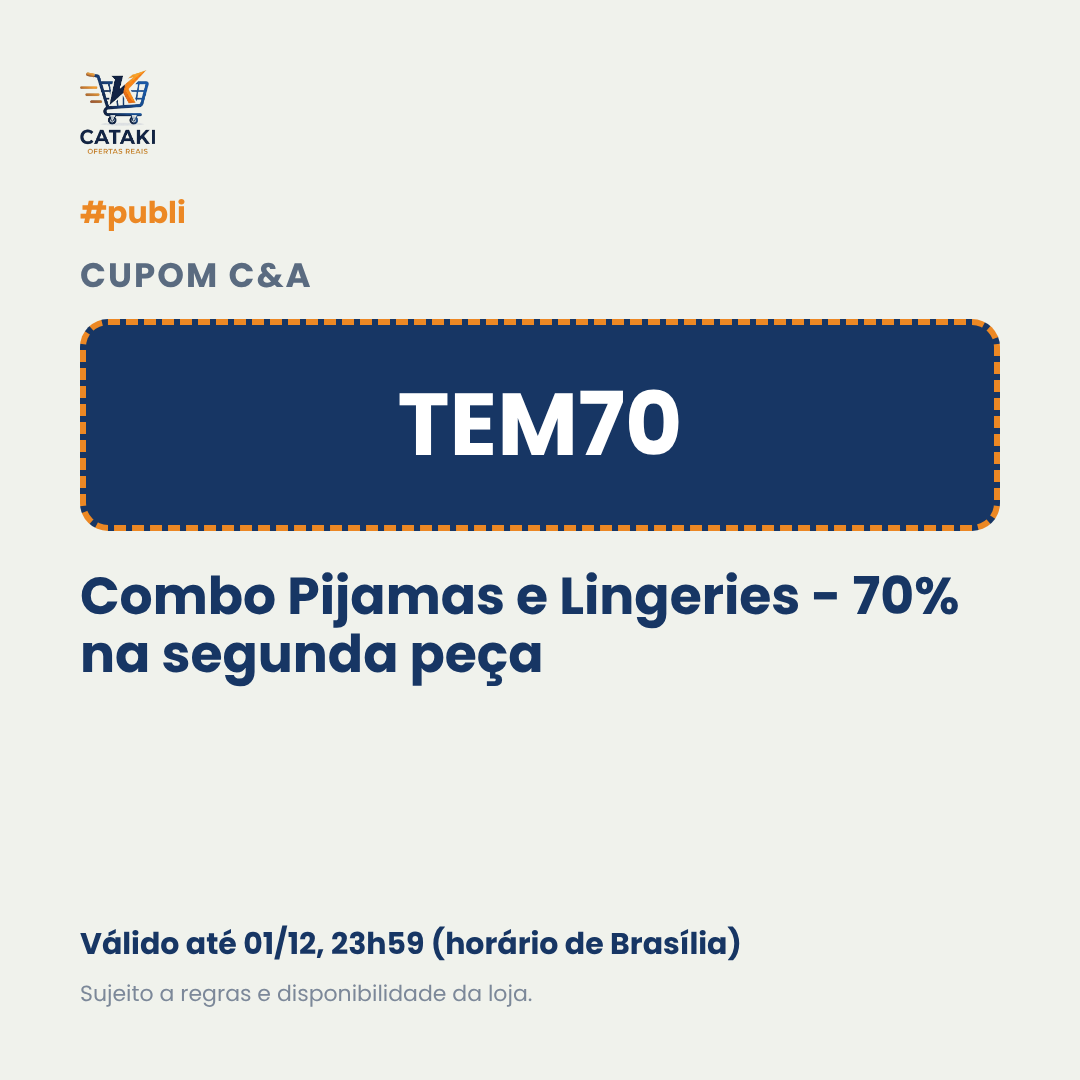 CATAKI
OFERTAS REAIS
#publi
CUPOM C&A
TEM70
Combo Pijamas e Lingeries - 70%
na segunda peça
Válido até 01/12, 23h59 (horário de Brasília)
Sujeito a regras e disponibilidade da loja.